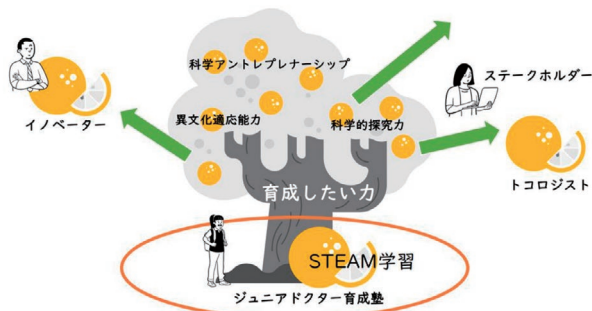 科学アントレプレナーシップ
ステークホルダー
イノベーター
異文化適応能力
科学的探究力
トコロジスト
育成したい力
STEAM学習
ジュニアドクター育成塾